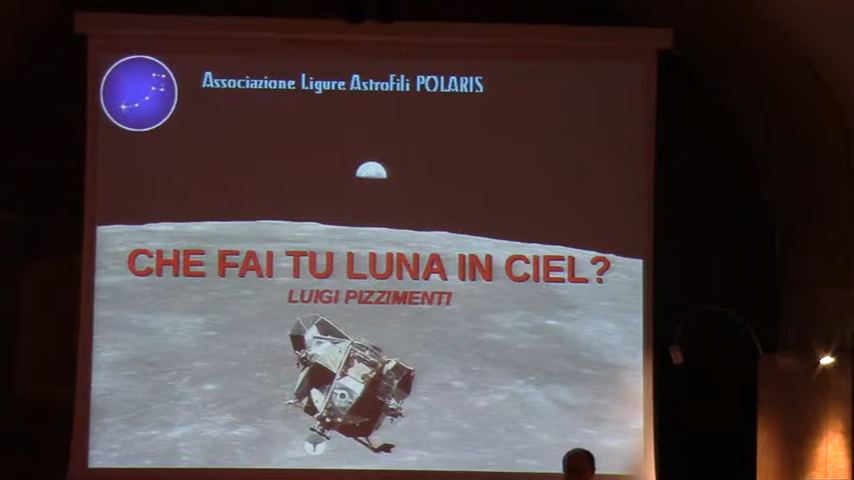 Associazione Ligure Astrofili POLARIS
CHE FAI TU LUNA IN CIEL?
LUIGI PIZZIMENTI